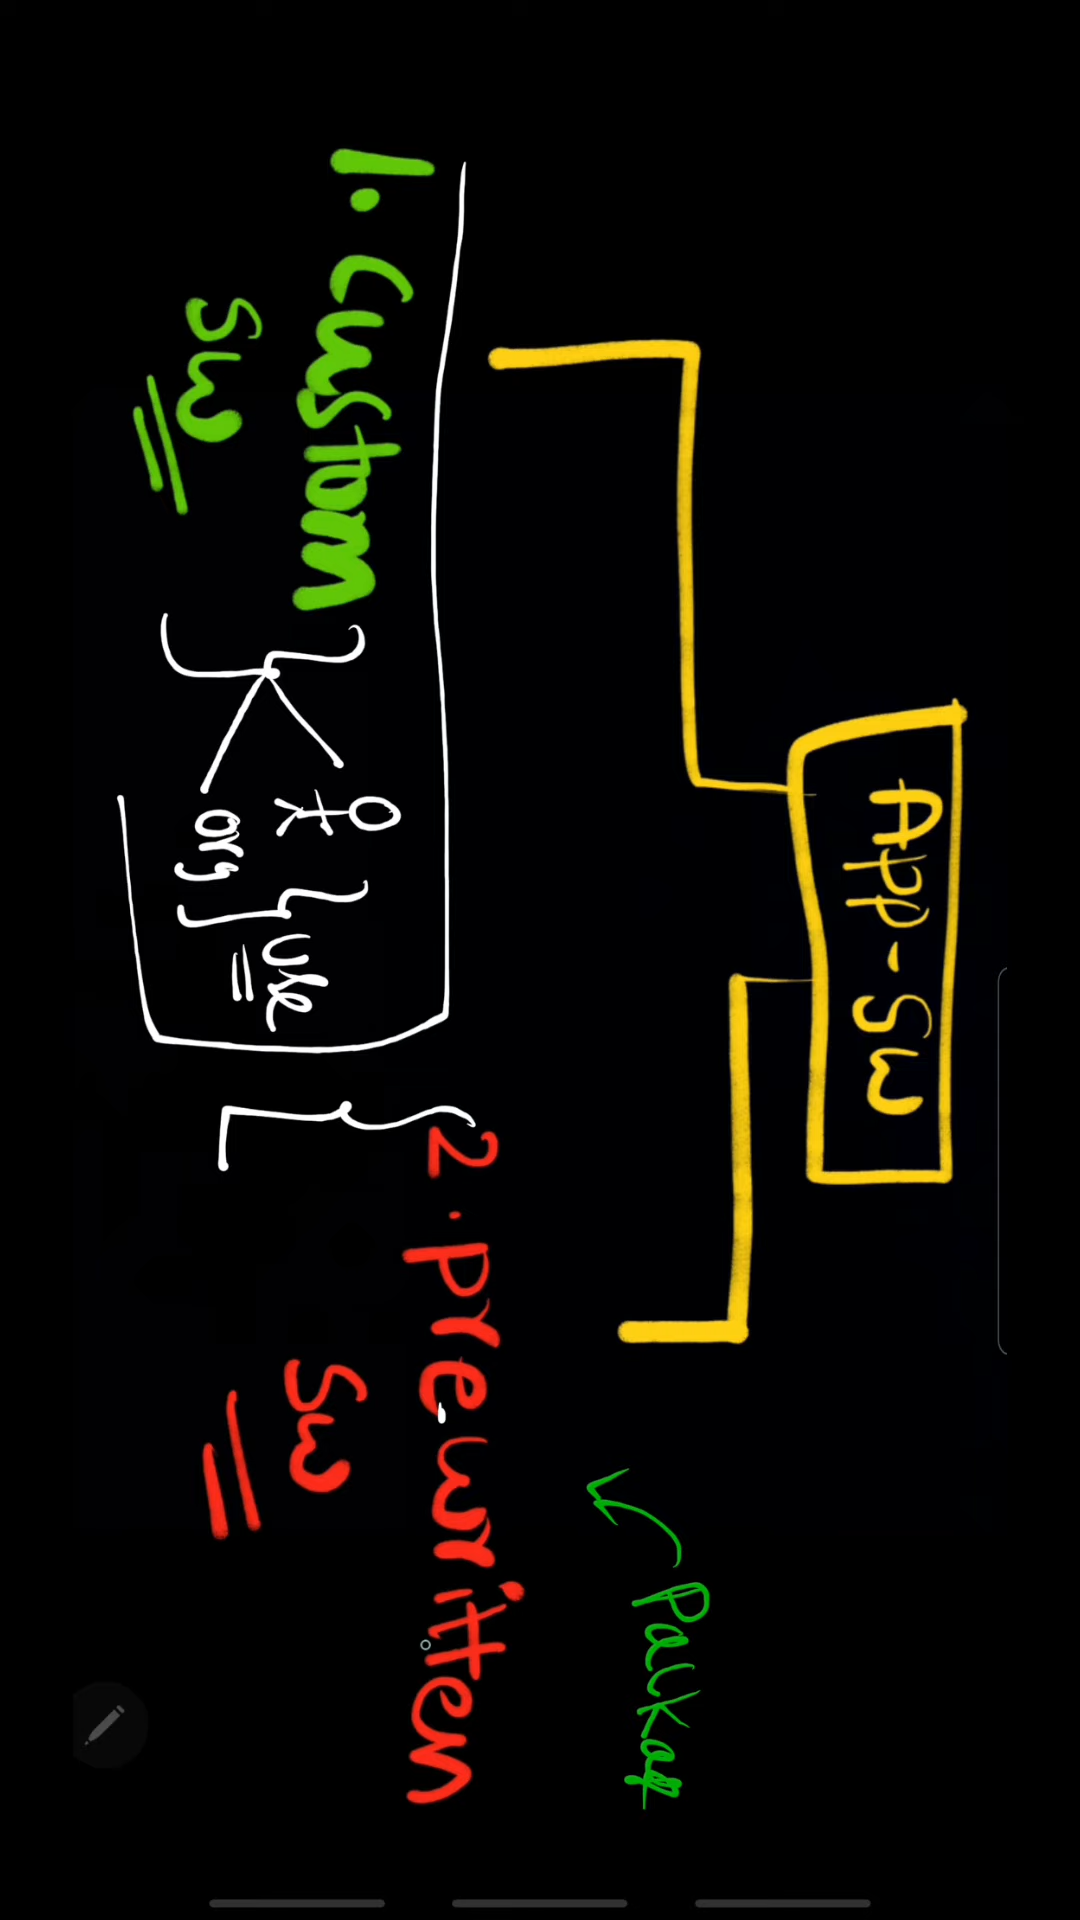 App-SW
1. Custom
SW
org
use
Packag
2. Prewritten
SW